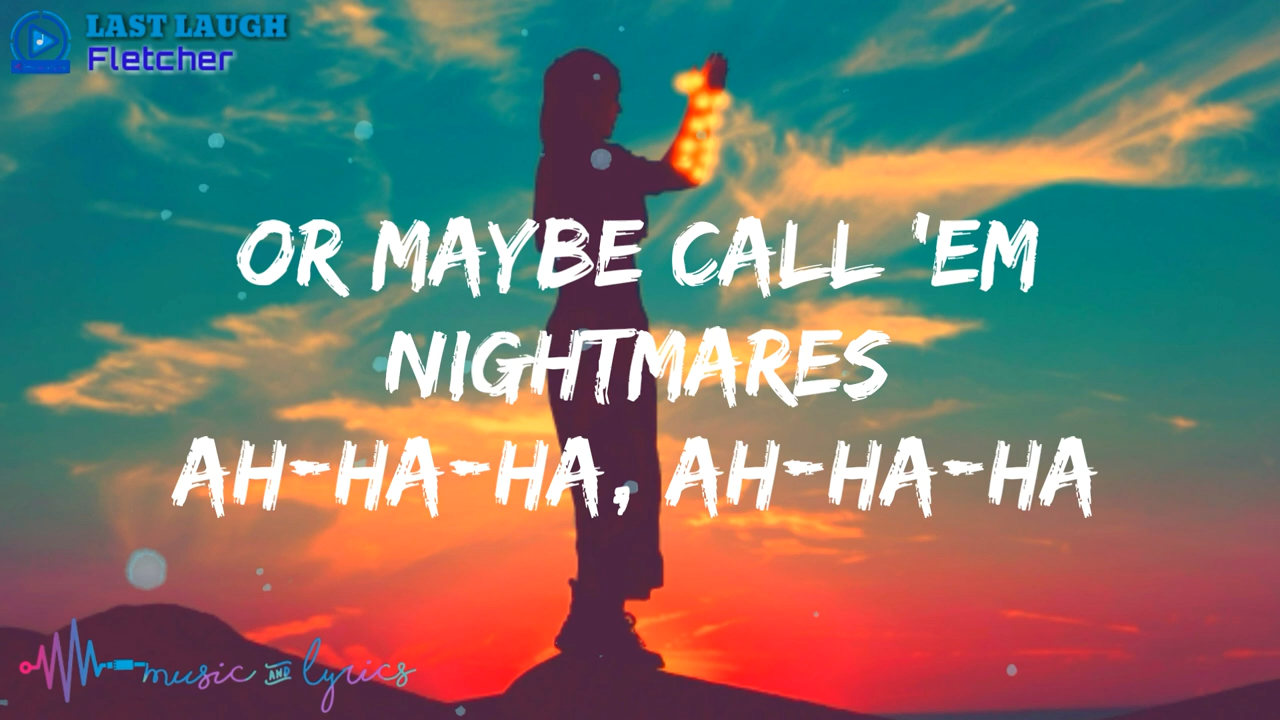 LAST LAUGH
Fletcher
OR MAYBE CALL 'EM
NIGHTMARES
AH-HA-HA, AH-HA-HA
music AND lyrics